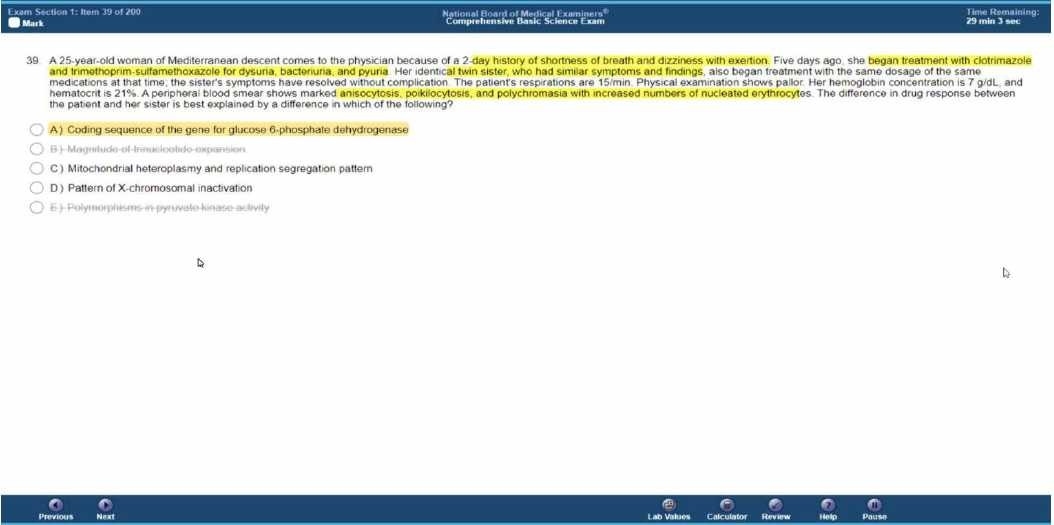 Exam Section 1: Item 39 of 200
National Board of Medical Examiners®
Time Remaining:
Mark
Comprehensive Basic Science Exam
29 min 3 sec
39. A 25-year-old woman of Mediterranean descent comes to the physician because of a 2-day history of shortness of breath and dizziness with exertion. Five days ago, she began treatment with clotrimazole
and trimethoprim-sulfamethoxazole for dysuria, bacteriuria, and pyuria. Her identical twin sister, who had similar symptoms and findings, also began treatment with the same dosage of the same
medications at that time; the sister's symptoms have resolved without complication. The patient's respirations are 15/min. Physical examination shows pallor. Her hemoglobin concentration is 7 g/dL, and
hematocrit is 21%. A peripheral blood smear shows marked anisocytosis, poikilocytosis, and polychromasia with increased numbers of nucleated erythrocytes. The difference in drug response between
the patient and her sister is best explained by a difference in which of the following?
A) Coding sequence of the gene for glucose 6-phosphate dehydrogenase
B) Magnitude of trinucleotide expansion
C) Mitochondrial heteroplasmy and replication segregation pattern
D) Pattern of X-chromosomal inactivation
E) Polymorphisms in pyruvate kinase activity
Previous
Next
Lab Values
Calculator
Review
Help
Pause